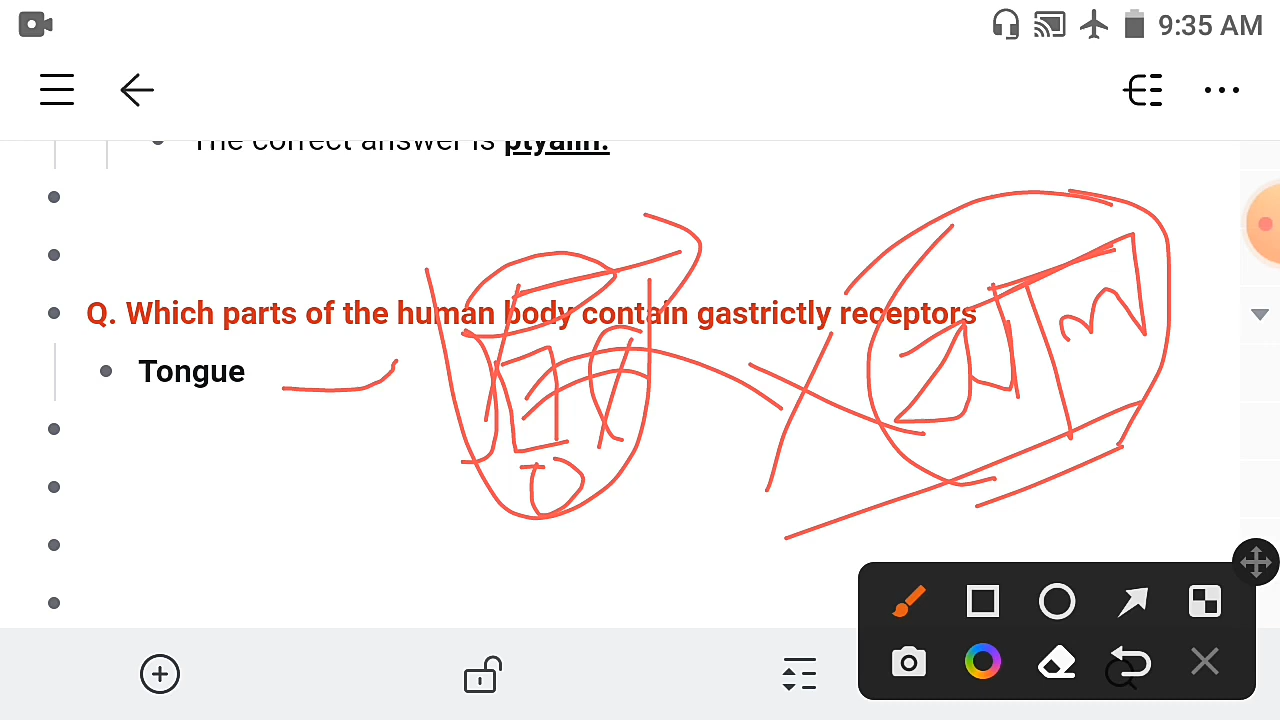 9:35 AM
The correct answer is ptyalin.
Q. Which parts of the human body contain gastrictly receptors
Tongue